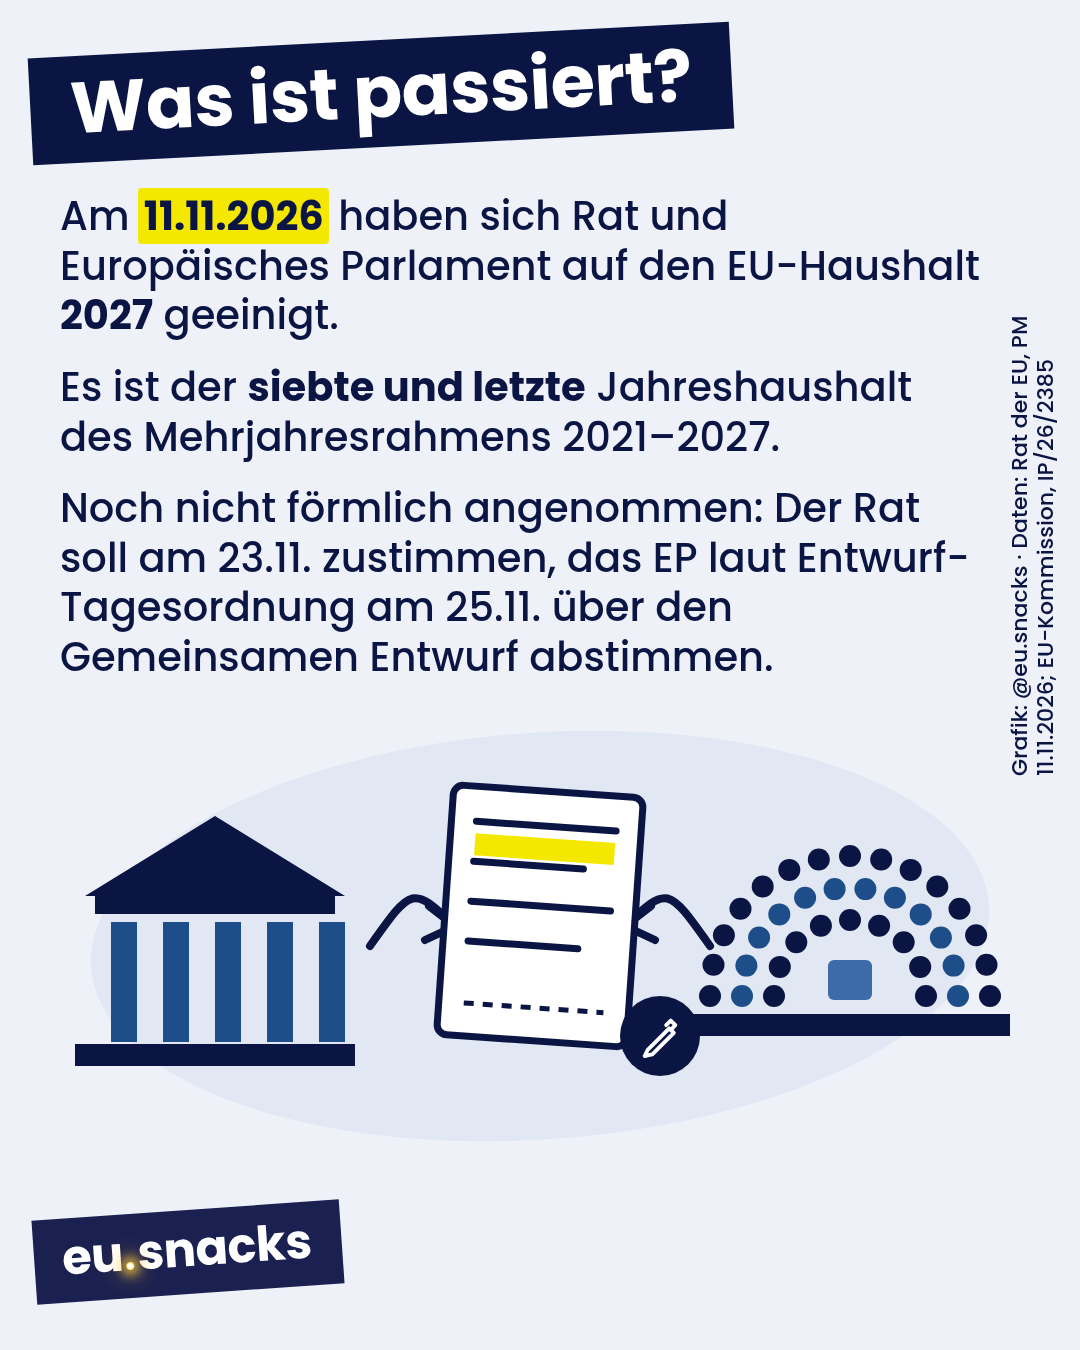 Was ist passiert?
Am 11.11.2026 haben sich Rat und
Europäisches Parlament auf den EU-Haushalt
2027 geeinigt.
Es ist der siebte und letzte Jahreshaushalt
des Mehrjahresrahmens 2021–2027.
Noch nicht förmlich angenommen: Der Rat
soll am 23.11. zustimmen, das EP laut Entwurf-
Tagesordnung am 25.11. über den
Gemeinsamen Entwurf abstimmen.
Grafik: @eu.snacks · Daten: Rat der EU, PM
11.11.2026; EU-Kommission, IP/26/2385
eu.snacks